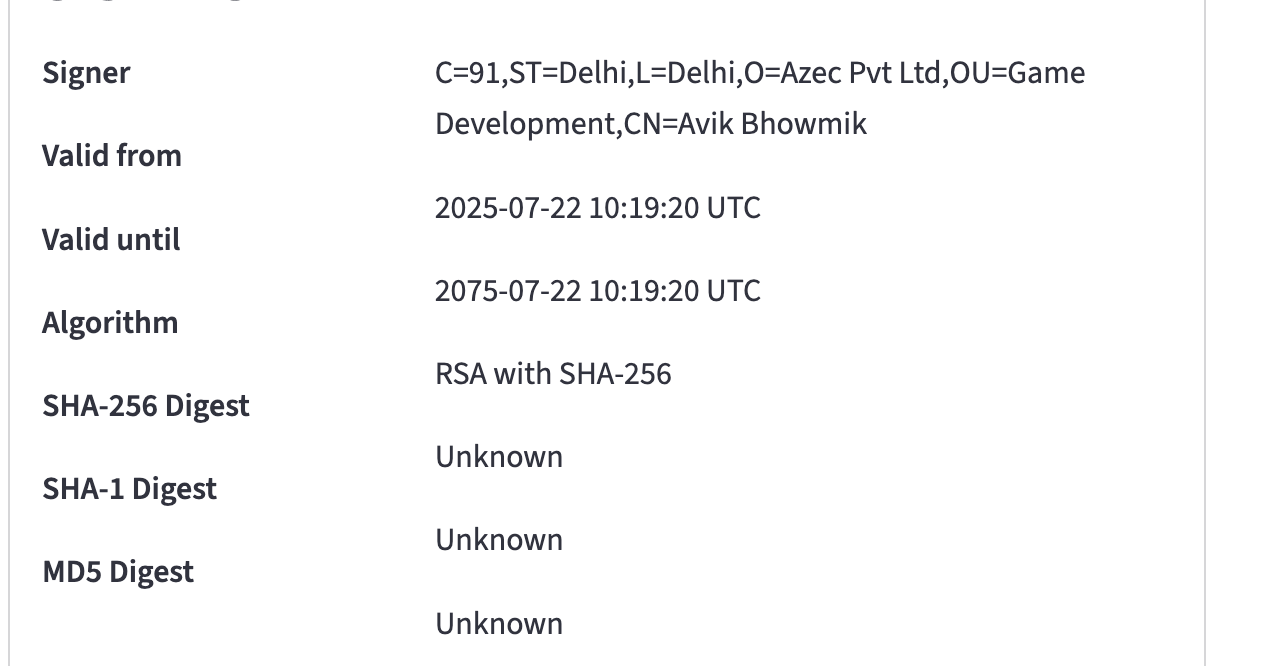 Signer
C=91,ST=Delhi,L=Delhi,O=Azec Pvt Ltd,OU=Game
Development,CN=Avik Bhowmik
Valid from
2025-07-22 10:19:20 UTC
Valid until
2075-07-22 10:19:20 UTC
Algorithm
RSA with SHA-256
SHA-256 Digest
Unknown
SHA-1 Digest
Unknown
MD5 Digest
Unknown